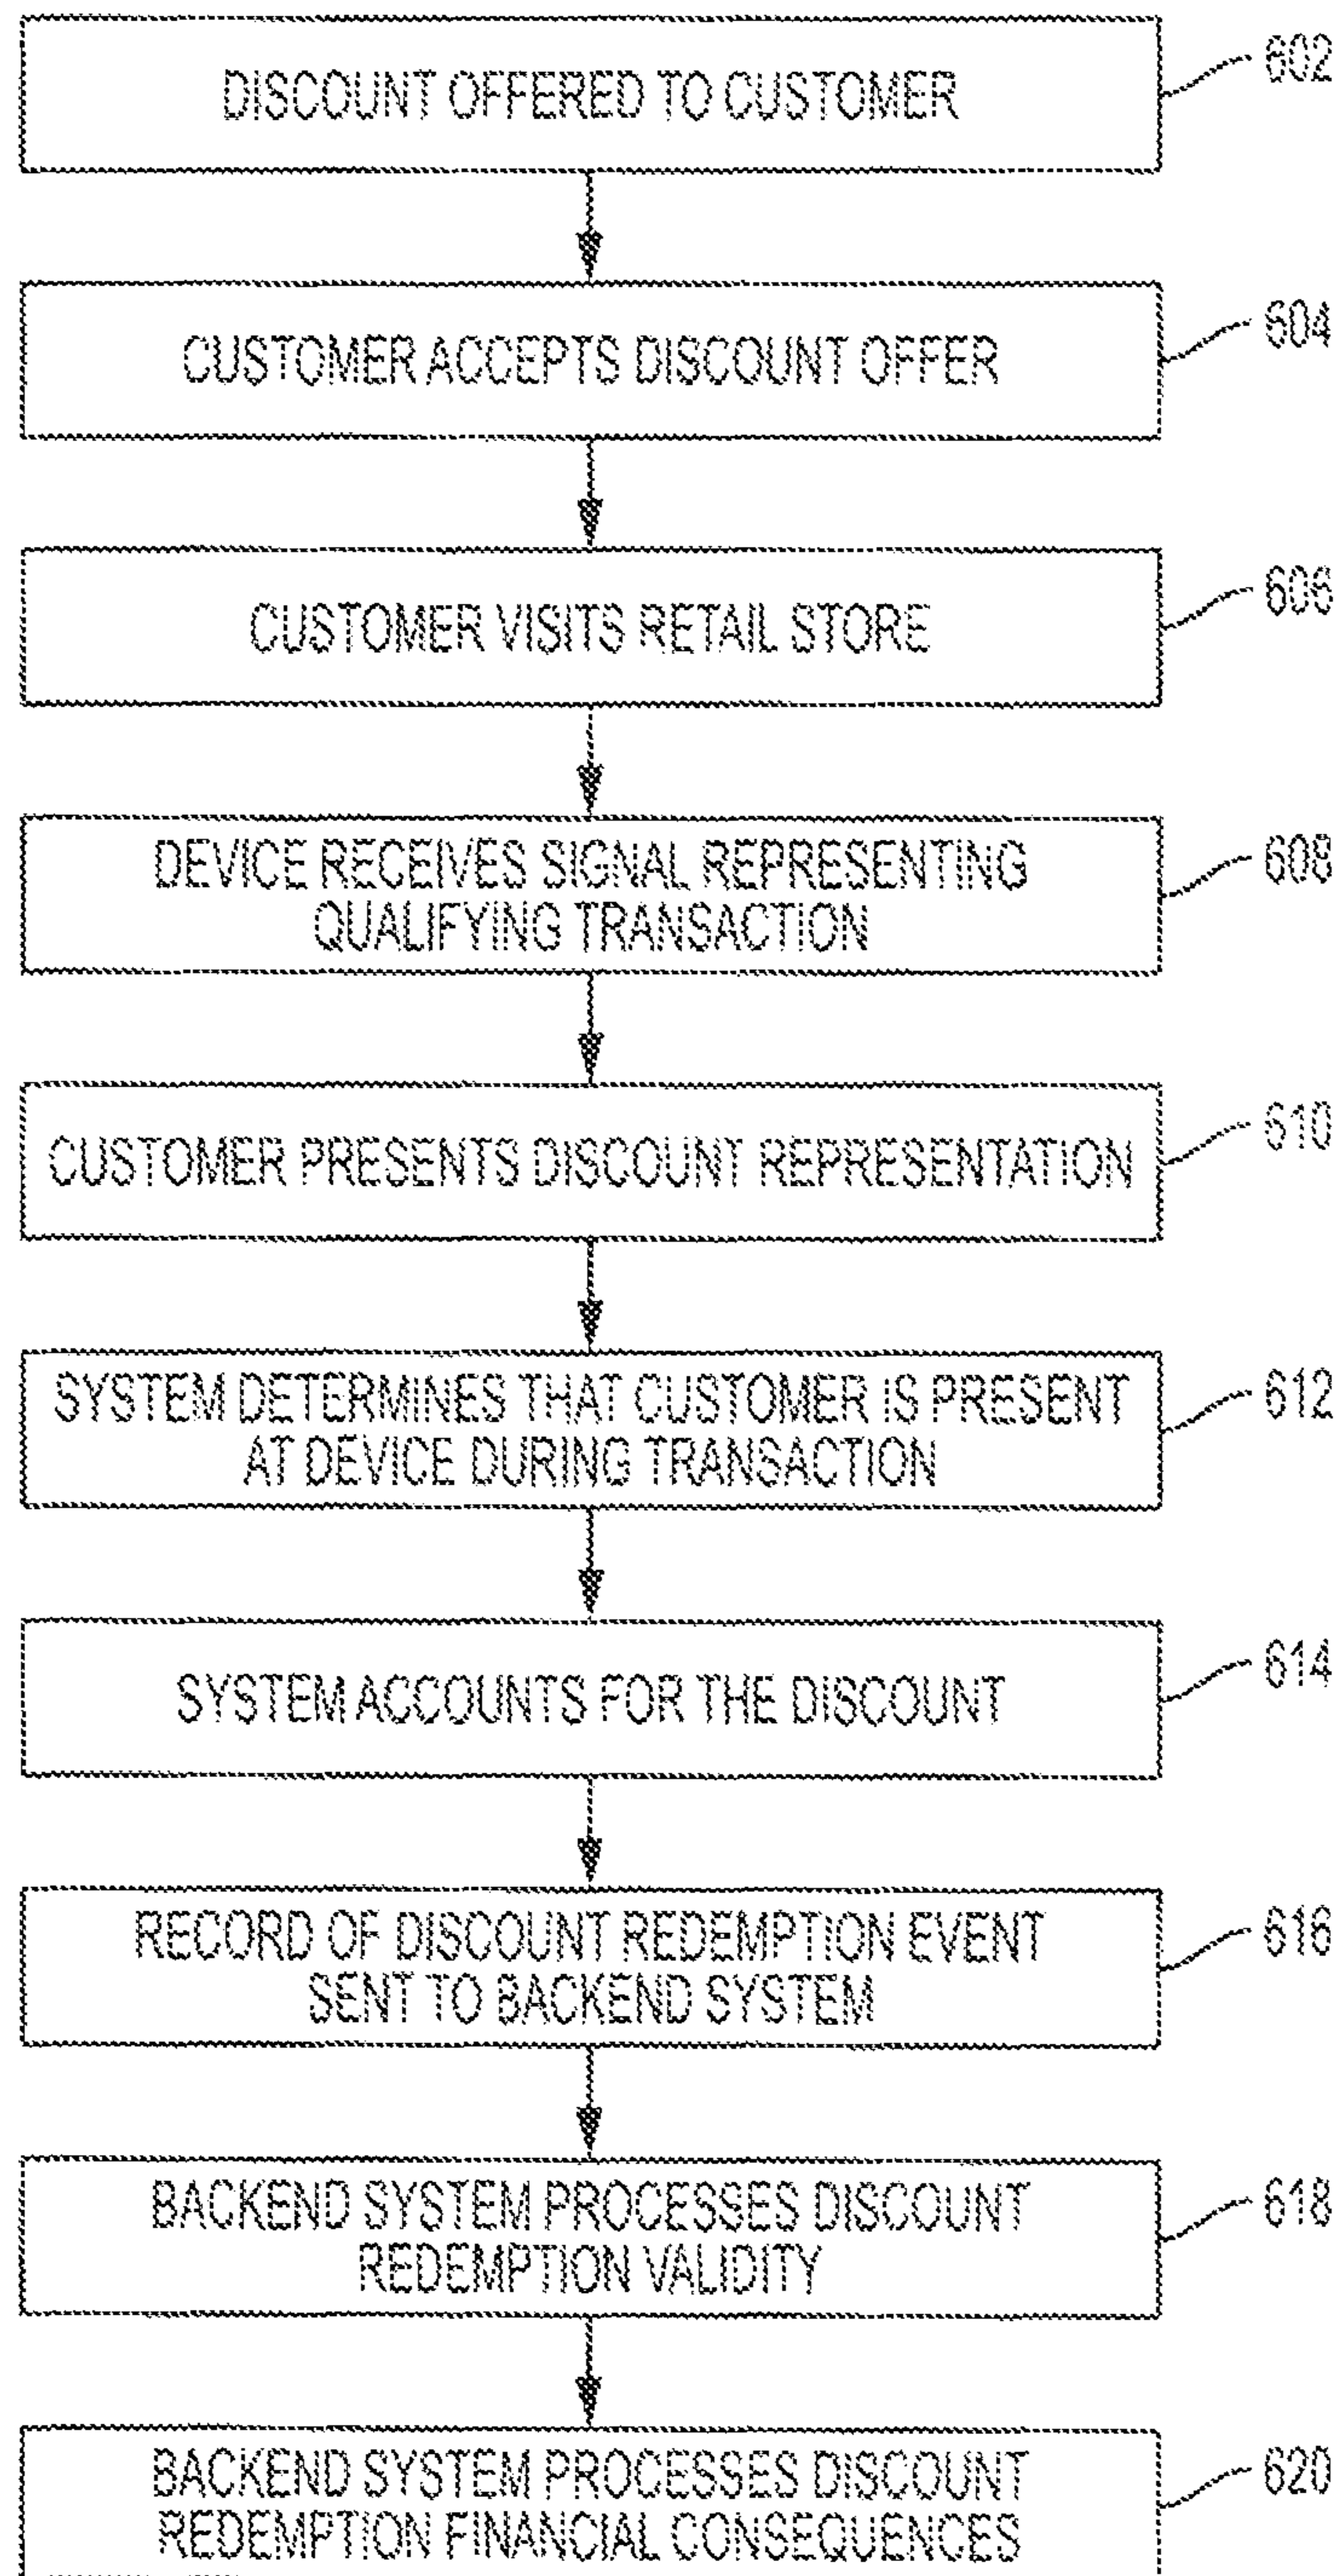 DISCOUNT OFFERED TO CUSTOMER
602
CUSTOMER ACCEPTS DISCOUNT OFFER
604
CUSTOMER VISITS RETAIL STORE
606
DEVICE RECEIVES SIGNAL REPRESENTING
QUALIFYING TRANSACTION
608
CUSTOMER PRESENTS DISCOUNT REPRESENTATION
610
SYSTEM DETERMINES THAT CUSTOMER IS PRESENT
AT DEVICE DURING TRANSACTION
612
SYSTEM ACCOUNTS FOR THE DISCOUNT
614
RECORD OF DISCOUNT REDEMPTION EVENT
SENT TO BACKEND SYSTEM
616
BACKEND SYSTEM PROCESSES DISCOUNT
REDEMPTION VALIDITY
618
BACKEND SYSTEM PROCESSES DISCOUNT
REDEMPTION FINANCIAL CONSEQUENCES
620